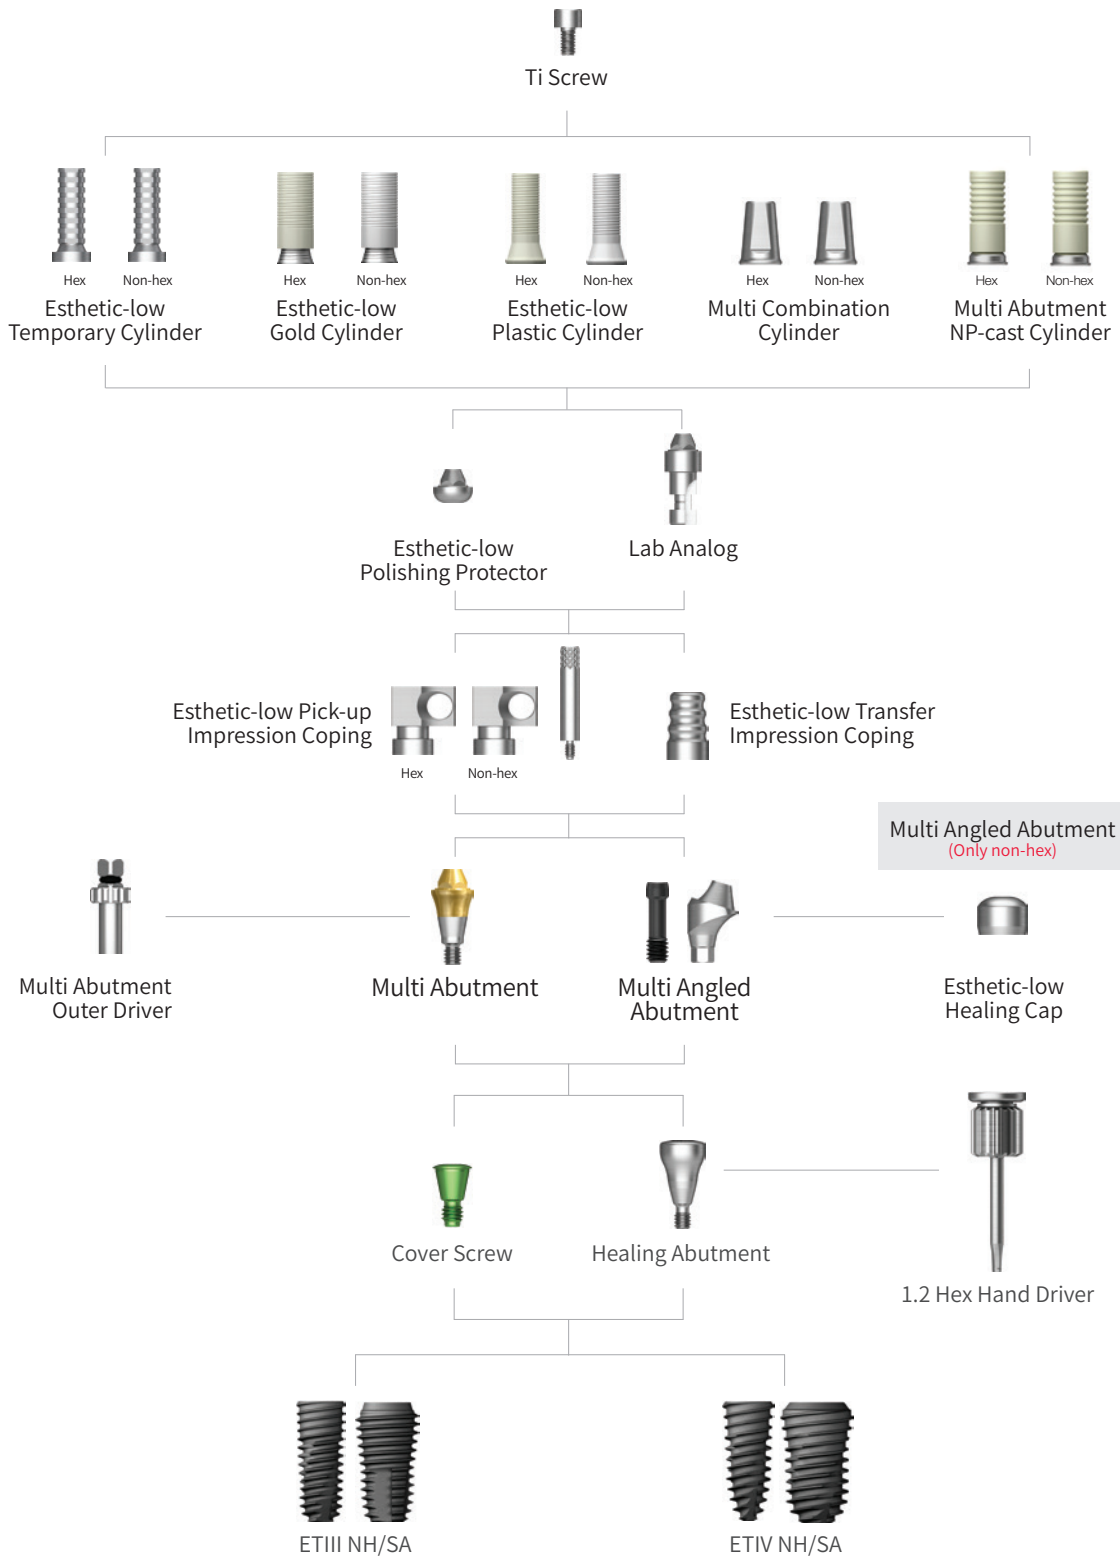 Ti Screw
Hex
Non-hex
Esthetic-low
Temporary Cylinder
Hex
Non-hex
Esthetic-low
Gold Cylinder
Hex
Non-hex
Esthetic-low
Plastic Cylinder
Hex
Non-hex
Multi Combination
Cylinder
Hex
Non-hex
Multi Abutment
NP-cast Cylinder
Esthetic-low
Polishing Protector
Lab Analog
Esthetic-low Pick-up
Impression Coping
Hex
Non-hex
Esthetic-low Transfer
Impression Coping
Multi Angled Abutment
(Only non-hex)
Multi Abutment
Outer Driver
Multi Abutment
Multi Angled
Abutment
Esthetic-low
Healing Cap
Cover Screw
Healing Abutment
1.2 Hex Hand Driver
ETIII NH/SA
ETIV NH/SA